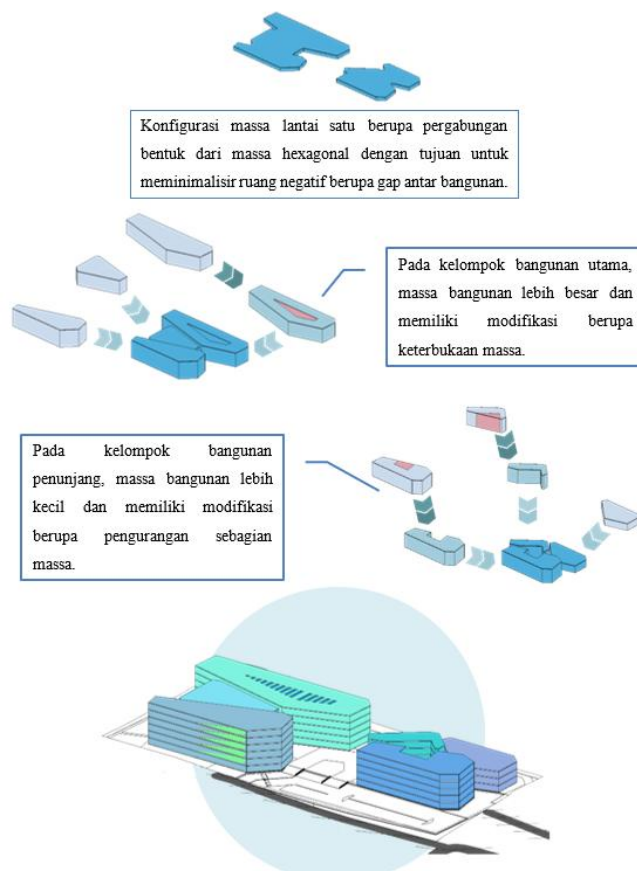 Konfigurasi massa lantai satu berupa pergabungan
bentuk dari massa hexagonal dengan tujuan untuk
meminimalisir ruang negatif berupa gap antar bangunan.
Pada kelompok bangunan utama,
massa bangunan lebih besar dan
memiliki modifikasi berupa
keterbukaan massa.
Pada kelompok bangunan
penunjang, massa bangunan lebih
kecil dan memiliki modifikasi
berupa pengurangan sebagian
massa.